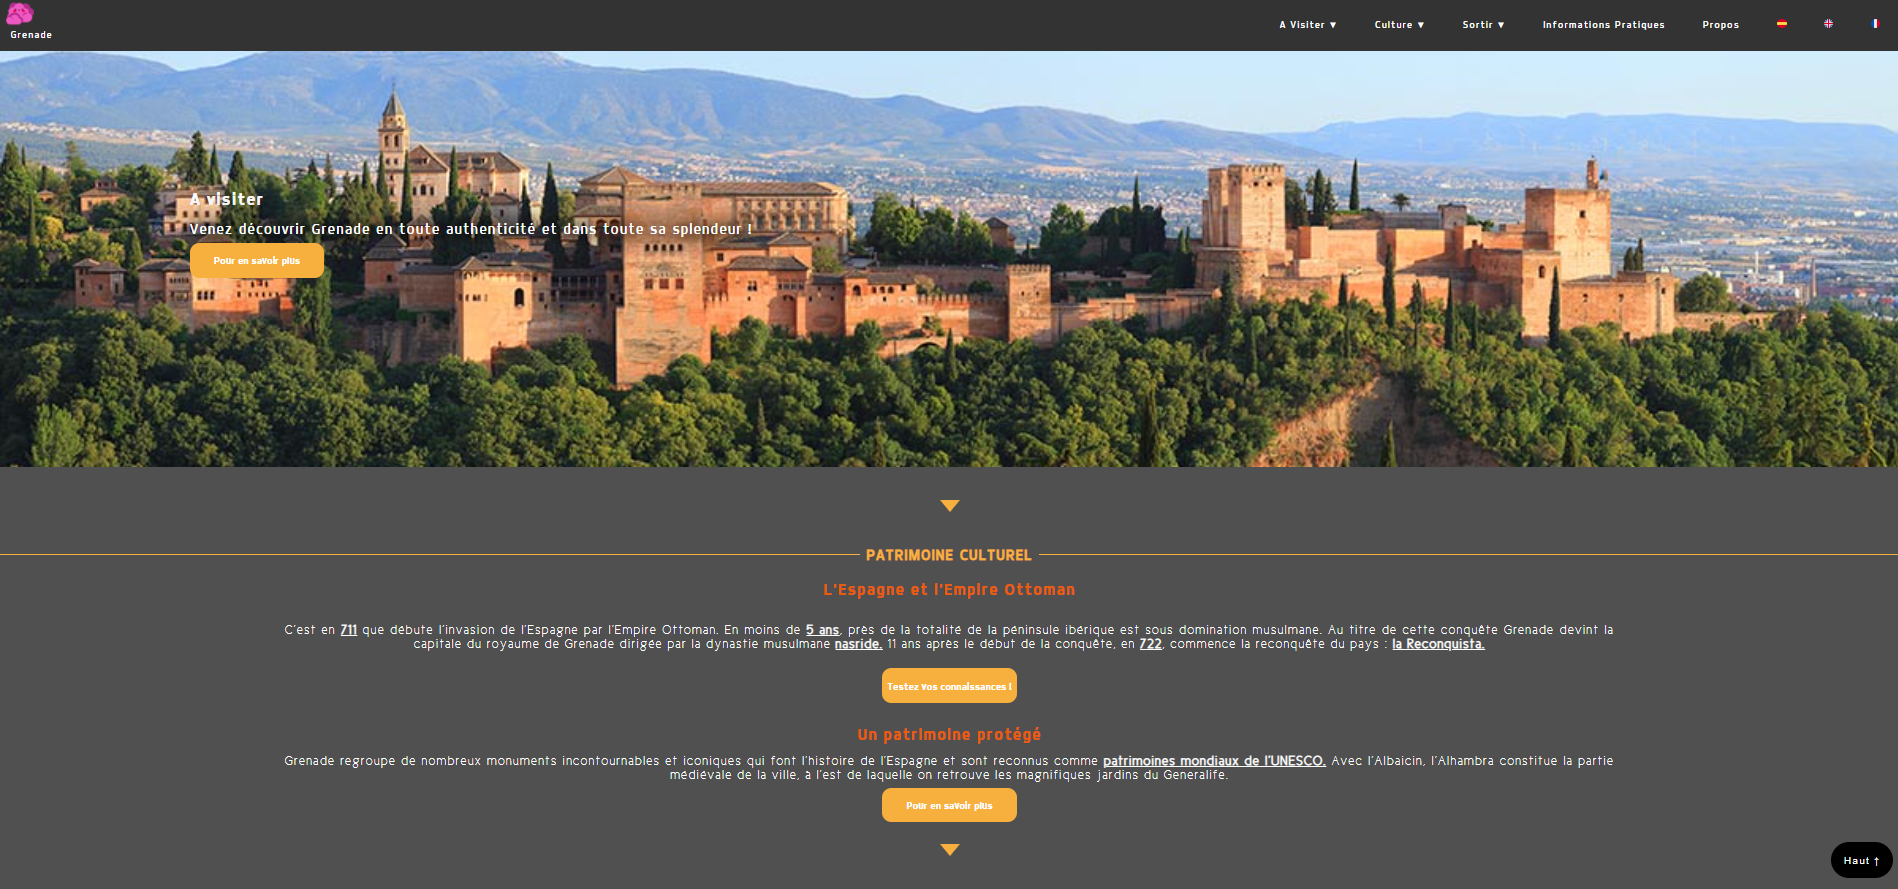 Grenade
A Visiter ▼ Culture ▼ Sortir ▼ Informations Pratiques Propos
A visiter
Venez découvrir Grenade en toute authenticité et dans toute sa splendeur !
Pour en savoir plus
PATRIMOINE CULTUREL
L'Espagne et l'Empire Ottoman
C'est en 711 que débute l'invasion de l'Espagne par l'Empire Ottoman. En moins de 5 ans, près de la totalité de la péninsule ibérique est sous domination musulmane. Au titre de cette conquête Grenade devint la
capitale du royaume de Grenade dirigée par la dynastie musulmane nasride. 11 ans après le début de la conquête, en 722, commence la reconquête du pays : la Reconquista.
Testez vos connaissances !
Un patrimoine protégé
Grenade regroupe de nombreux monuments incontournables et iconiques qui font l'histoire de l'Espagne et sont reconnus comme patrimoines mondiaux de l'UNESCO. Avec l'Albaicin, l'Alhambra constitue la partie
médiévale de la ville, à l'est de laquelle on retrouve les magnifiques jardins du Generalife.
Pour en savoir plus
Haut ↑